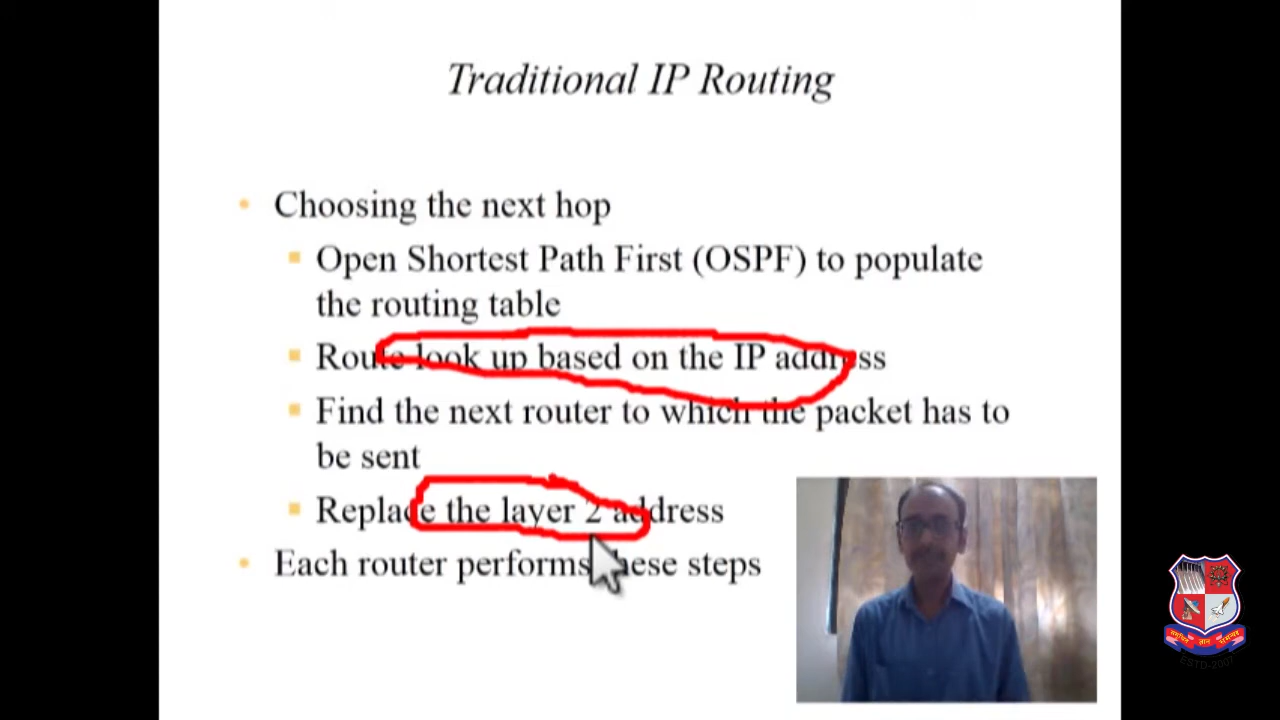 Traditional IP Routing
• Choosing the next hop
▪ Open Shortest Path First (OSPF) to populate
the routing table
▪ Route look up based on the IP address
▪ Find the next router to which the packet has to
be sent
▪ Replace the layer 2 address
• Each router performs these steps
ESTD-2007